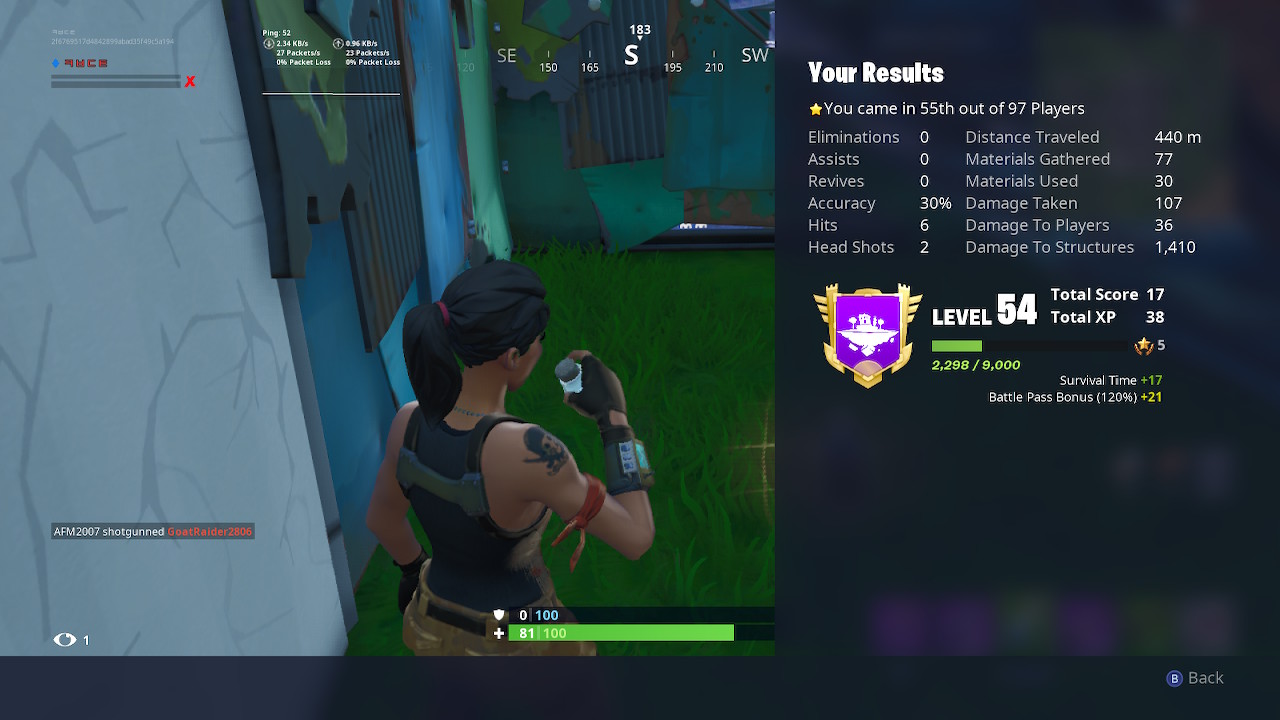 Ping: 52
2.34 KB/s 0.96 KB/s
27 Packets/s 23 Packets/s
0% Packet Loss 0% Packet Loss
183
SE 150 165 S 195 210 SW
120
X
AFM2007 shotgunned GoatRaider2806
1
0 | 100
81 | 100
Your Results
You came in 55th out of 97 Players
Eliminations 0 Distance Traveled 440 m
Assists 0 Materials Gathered 77
Revives 0 Materials Used 30
Accuracy 30% Damage Taken 107
Hits 6 Damage To Players 36
Head Shots 2 Damage To Structures 1,410
LEVEL 54
Total Score 17
Total XP 38
5
2,298 / 9,000
Survival Time +17
Battle Pass Bonus (120%) +21
B Back